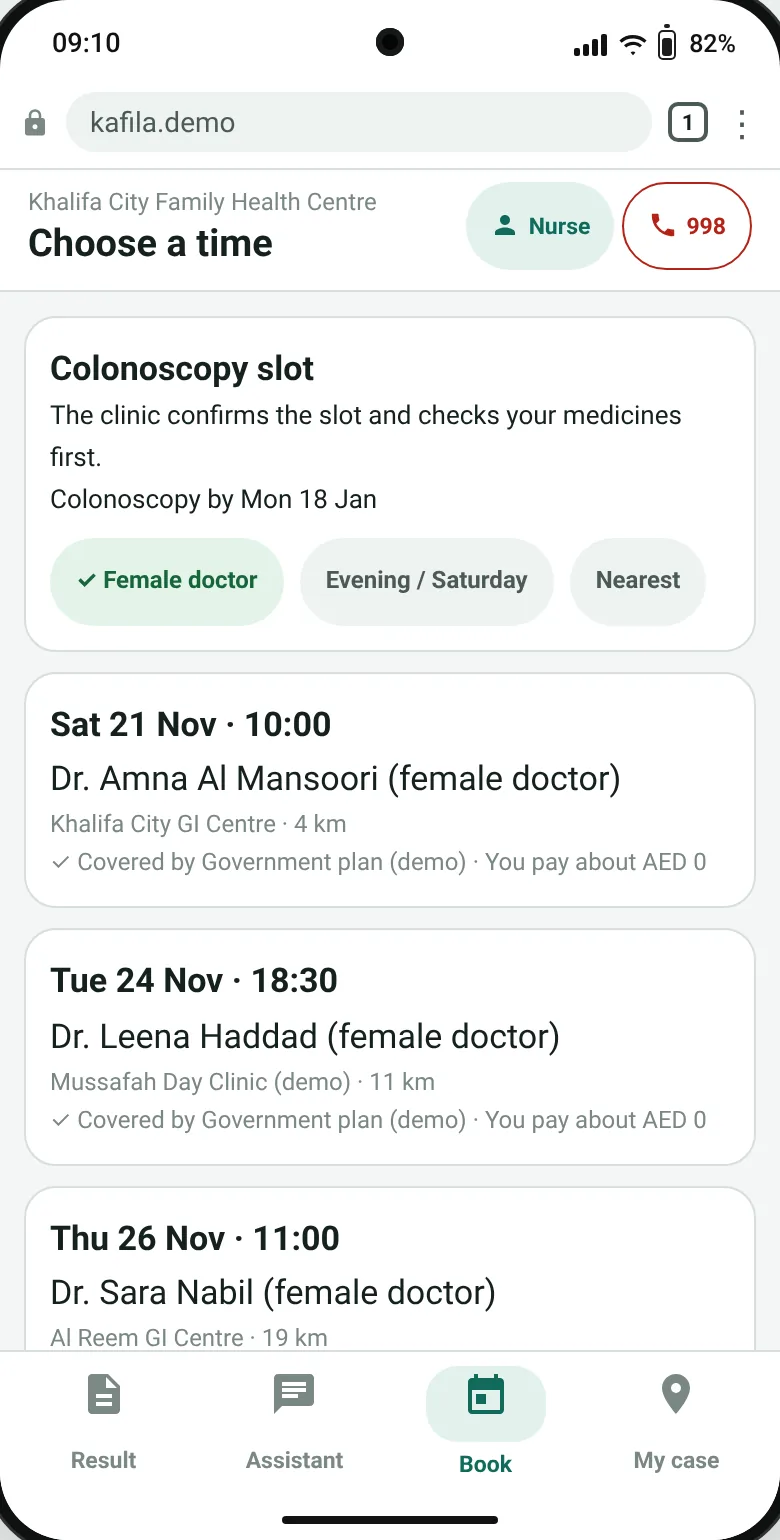 09:10
82%
kafila.demo
1
Khalifa City Family Health Centre
Choose a time
Nurse
998
Colonoscopy slot
The clinic confirms the slot and checks your medicines
first.
Colonoscopy by Mon 18 Jan
✓ Female doctor
Evening / Saturday
Nearest
Sat 21 Nov · 10:00
Dr. Amna Al Mansoori (female doctor)
Khalifa City GI Centre · 4 km
✓ Covered by Government plan (demo) · You pay about AED 0
Tue 24 Nov · 18:30
Dr. Leena Haddad (female doctor)
Mussafah Day Clinic (demo) · 11 km
✓ Covered by Government plan (demo) · You pay about AED 0
Thu 26 Nov · 11:00
Dr. Sara Nabil (female doctor)
Al Reem GI Centre · 19 km
Result
Assistant
Book
My case